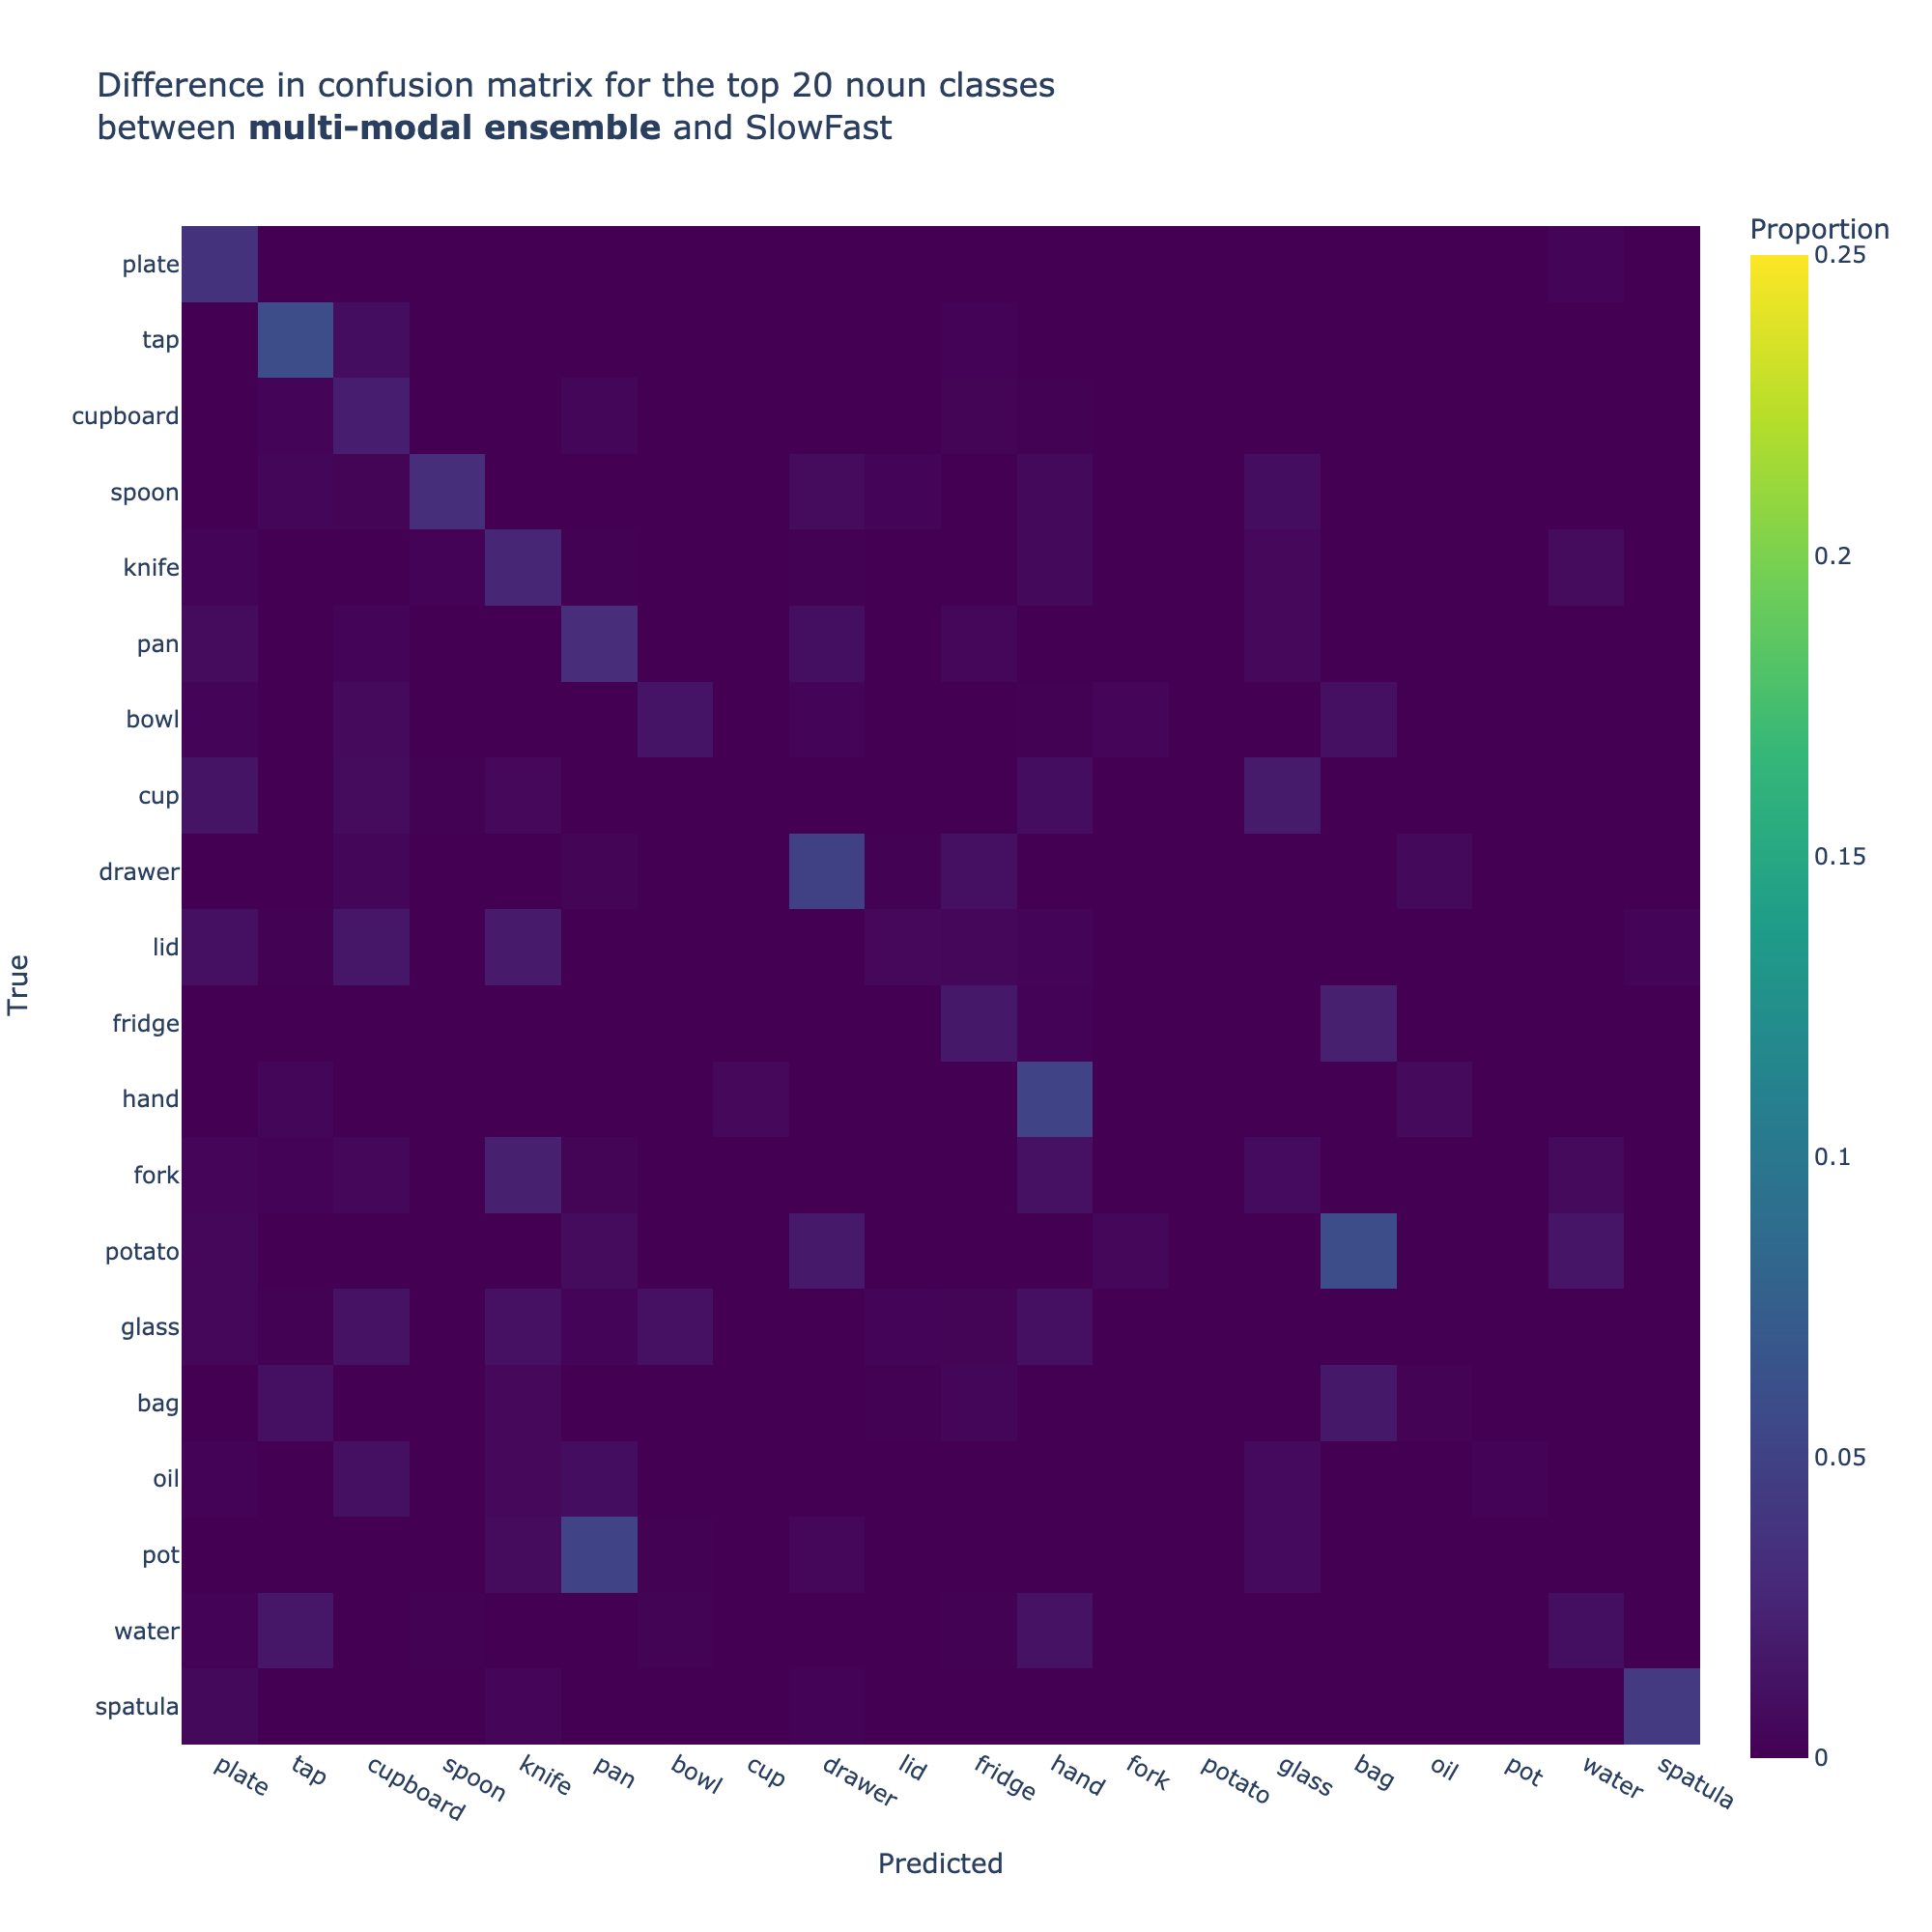 Difference in confusion matrix for the top 20 noun classes
between multi-modal ensemble and SlowFast
Proportion
0.25
0.2
0.15
0.1
0.05
0
True
plate
tap
cupboard
spoon
knife
pan
bowl
cup
drawer
lid
fridge
hand
fork
potato
glass
bag
oil
pot
water
spatula
plate
tap
cupboard
spoon
knife
pan
bowl
cup
drawer
lid
fridge
hand
fork
potato
glass
bag
oil
pot
water
spatula
Predicted